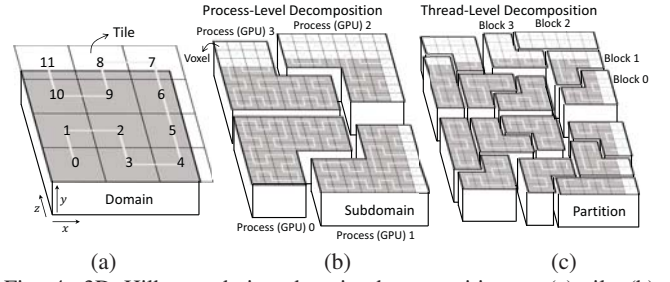 Process-Level Decomposition
Thread-Level Decomposition
Tile
Process (GPU) 3
Process (GPU) 2
Voxel
Block 3
Block 2
Block 1
Block 0
11 8 7
10 9 6
1 2 5
0 3 4
Domain
z y x
Process (GPU) 0
Subdomain
Process (GPU) 1
Partition
(a) (b) (c)